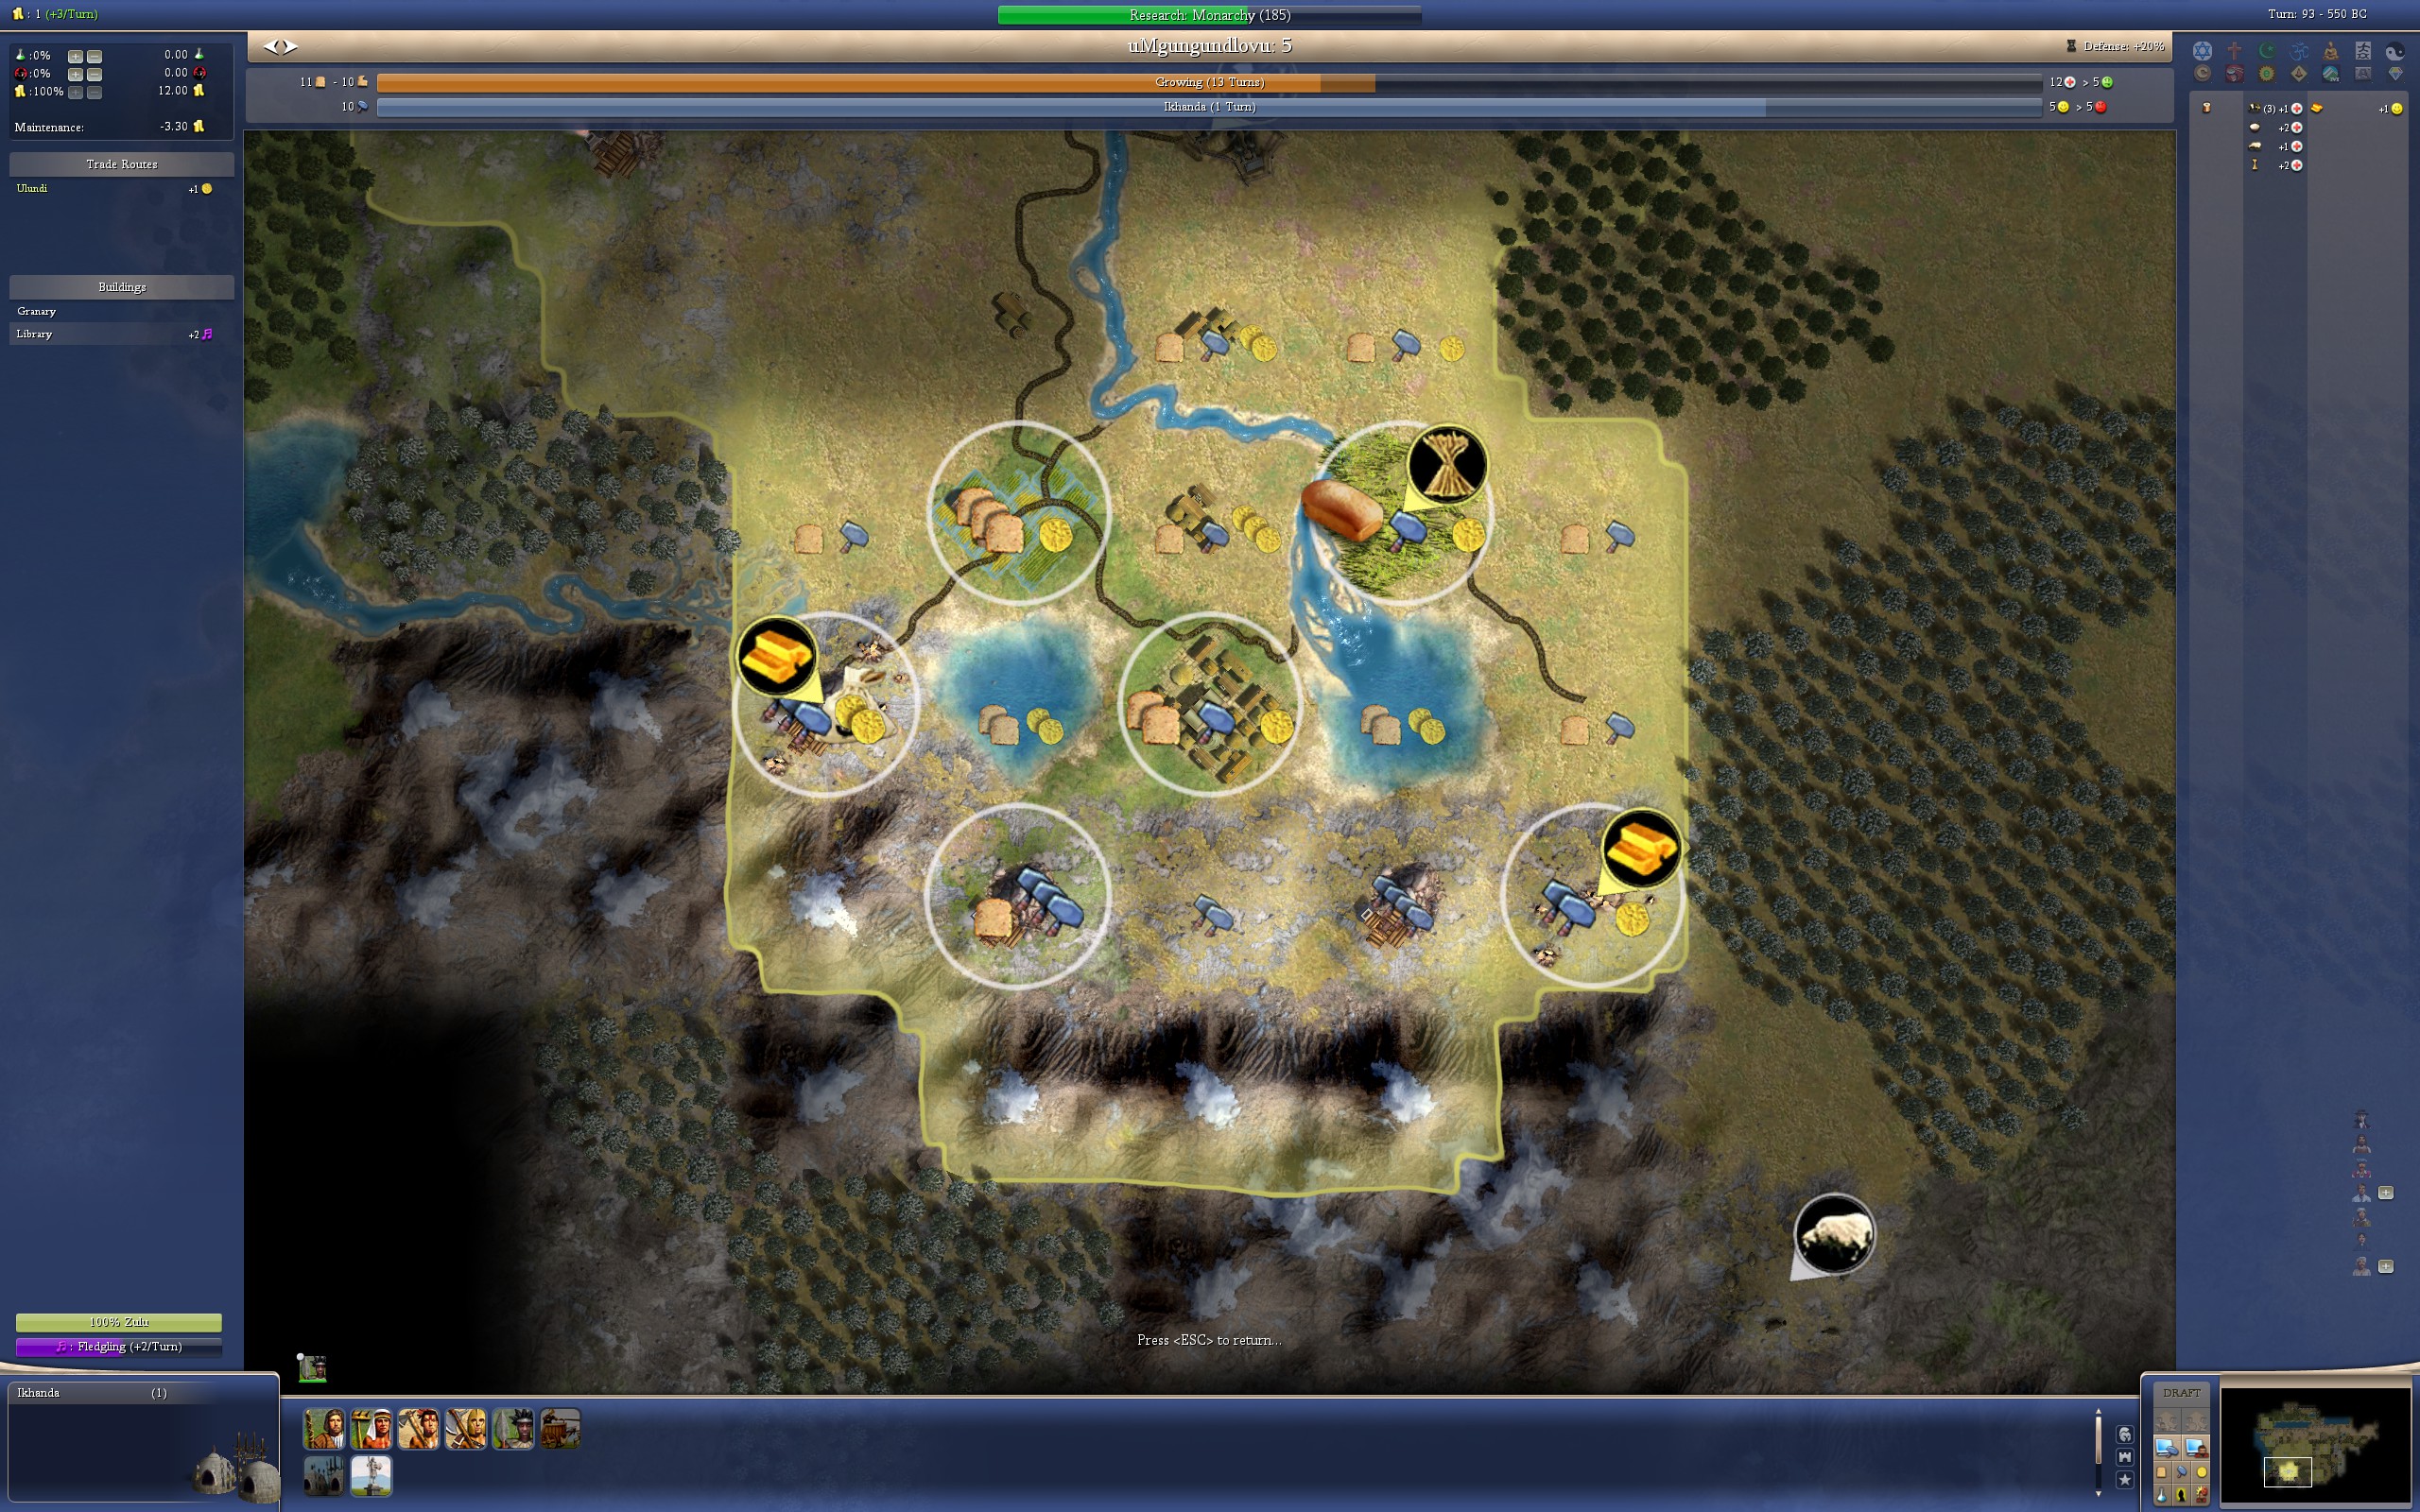 : 1 (+3/Turn)
Research: Monarchy (185)
Turn: 93 - 550 BC
uMgungundlovu: 5
Defense: +20%
:0% 0.00
:0% 0.00
:100% 12.00
Maintenance: -3.30
11 - 10 Growing (13 Turns) 12 > 5
10 Ikhanda (1 Turn) 5 > 5
(3) +1 +1
+2
+1
+2
Trade Routes
Ulundi +1
Buildings
Granary
Library +2
Press <ESC> to return...
100% Zulu
: Fledgling (+2/Turn)
Ikhanda (1)
DRAFT